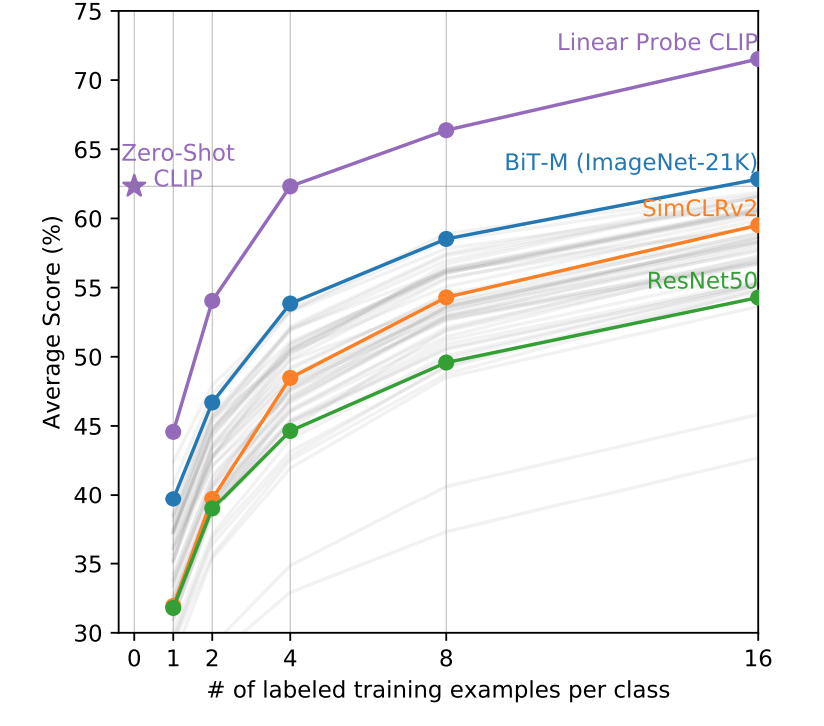 75
70
65
60
55
50
45
40
35
30
Average Score (%)
Linear Probe CLIP
Zero-Shot
CLIP
BiT-M (ImageNet-21K)
SimCLRv2
ResNet50
0 1 2 4 8 16
# of labeled training examples per class